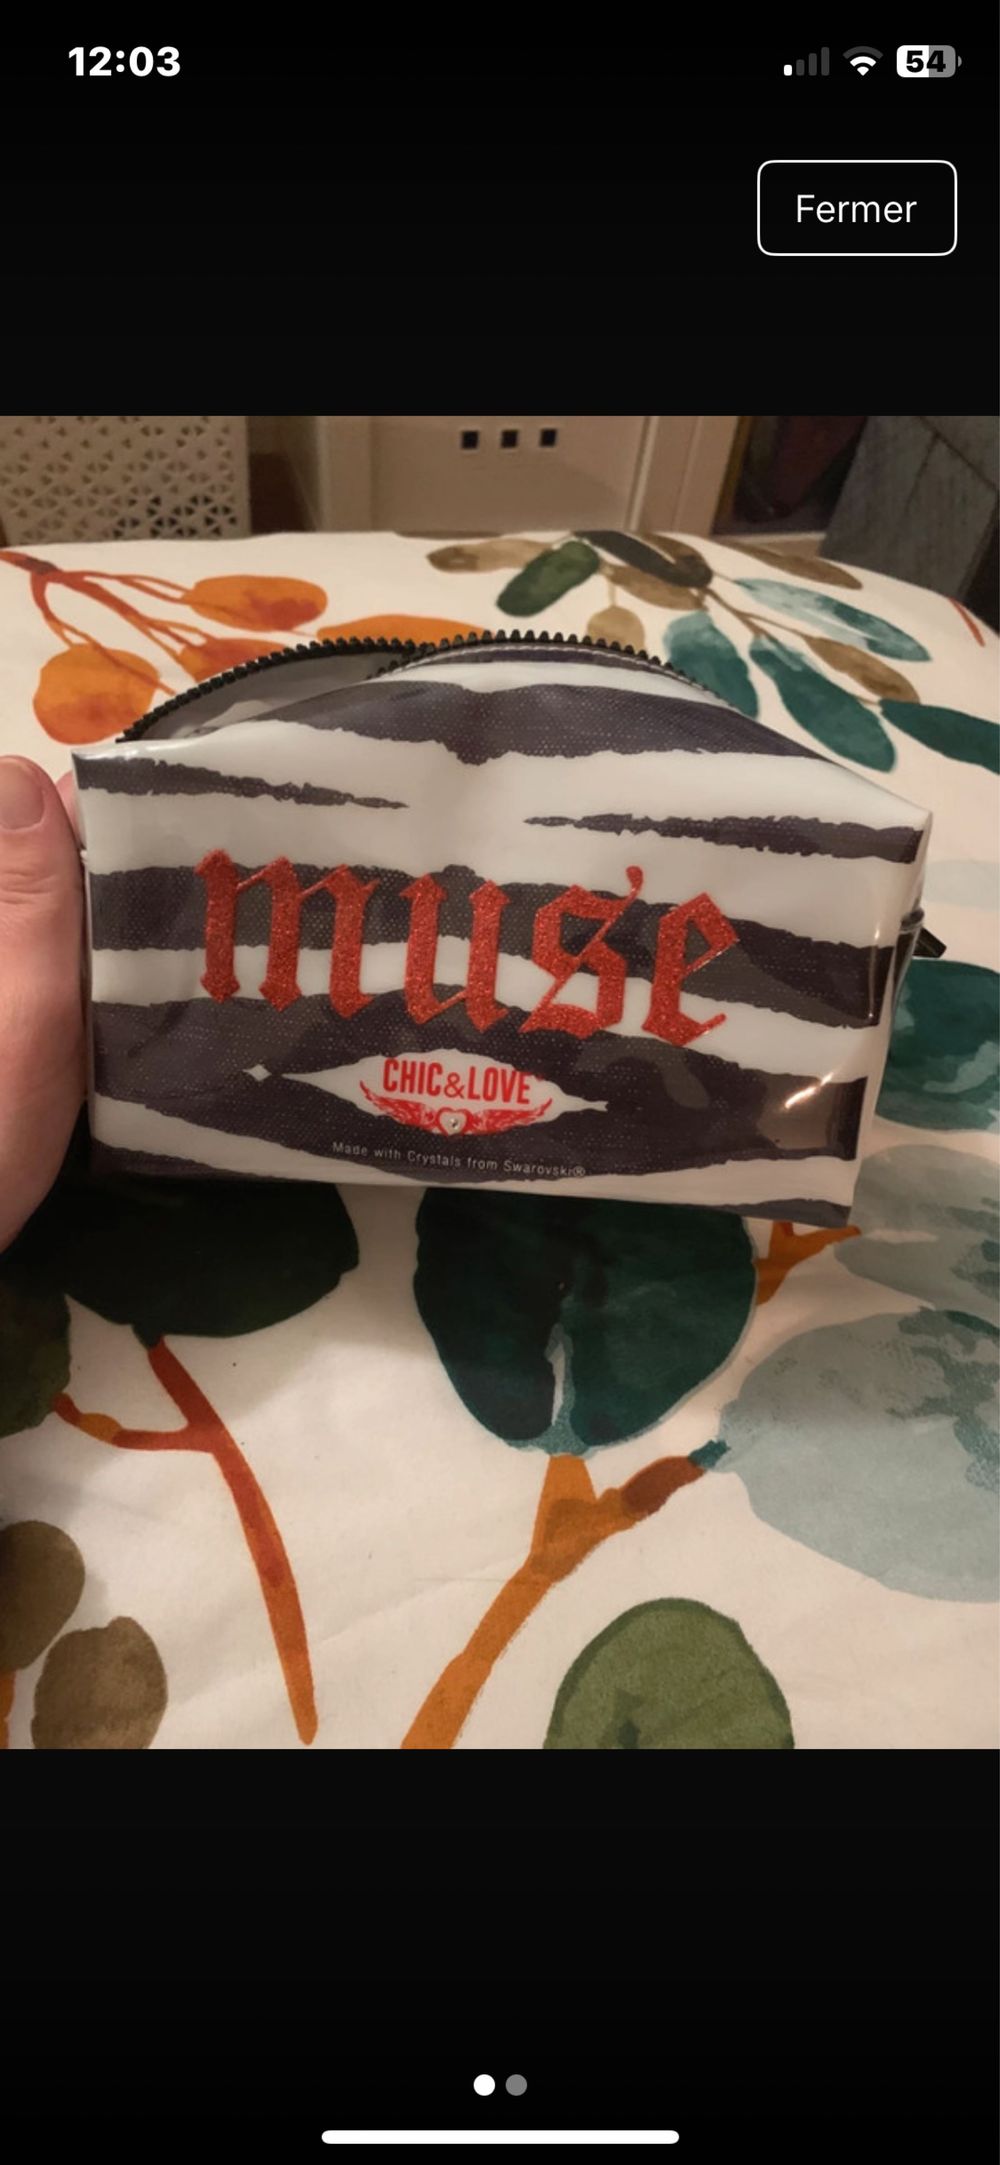 12:03
54
Fermer
muse
CHIC&LOVE
Made with Crystals from Swarovski®